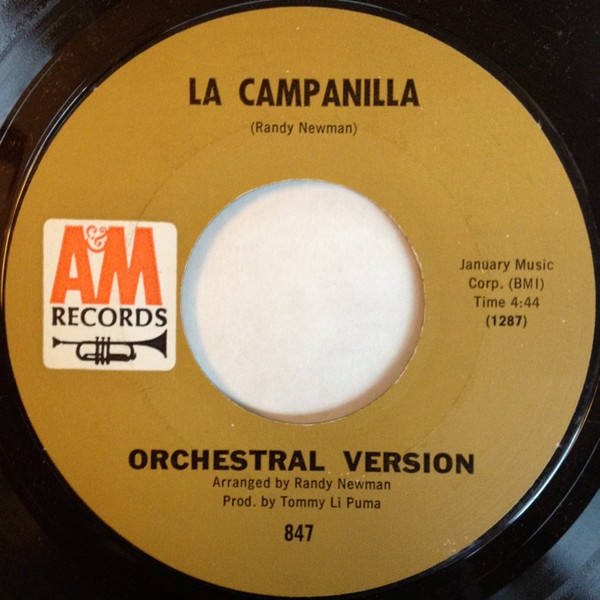 LA CAMPANILLA
(Randy Newman)
A&M
RECORDS
January Music
Corp. (BMI)
Time 4:44
(1287)
ORCHESTRAL VERSION
Arranged by Randy Newman
Prod. by Tommy Li Puma
847